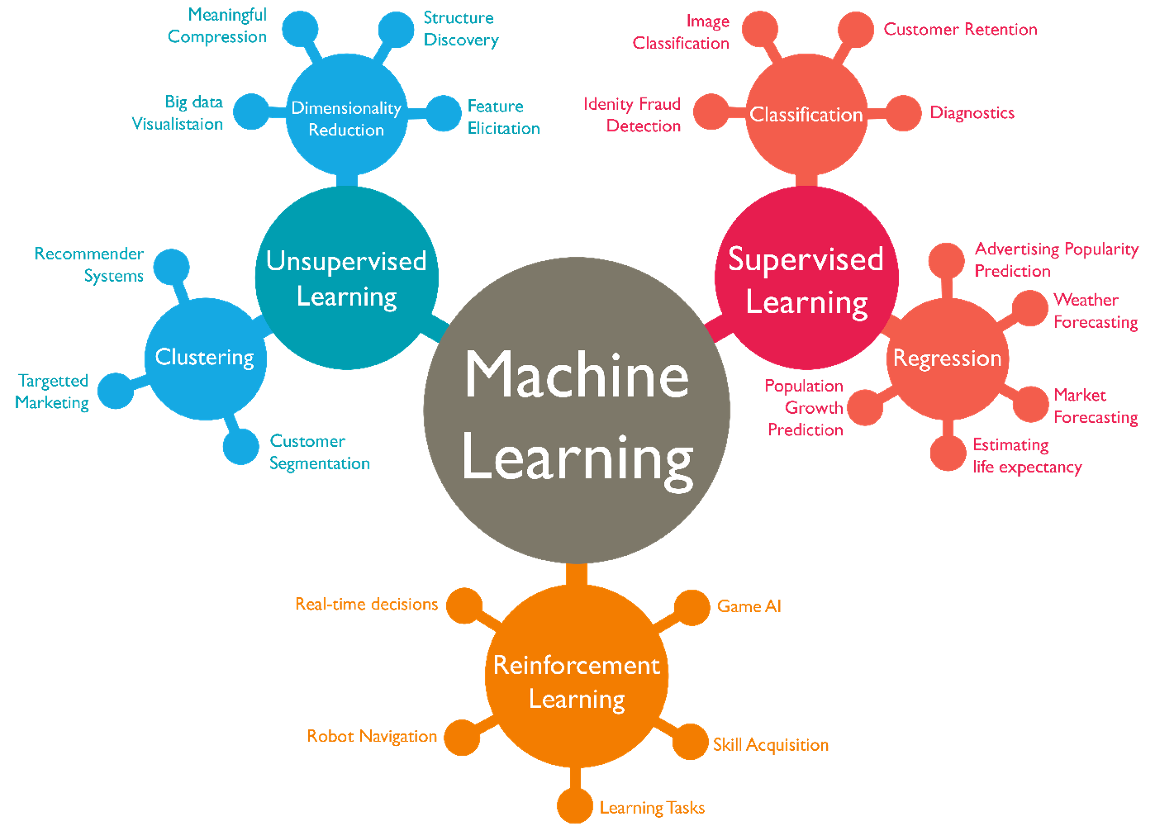 Meaningful
Compression
Structure
Discovery
Big data
Visualistaion
Dimensionality
Reduction
Feature
Elicitation
Image
Classification
Customer Retention
Idenity Fraud
Detection
Classification
Diagnostics
Unsupervised
Learning
Supervised
Learning
Recommender
Systems
Clustering
Targetted
Marketing
Customer
Segmentation
Machine
Learning
Advertising Popularity
Prediction
Weather
Forecasting
Regression
Population
Growth
Prediction
Market
Forecasting
Estimating
life expectancy
Real-time decisions
Game AI
Reinforcement
Learning
Robot Navigation
Skill Acquisition
Learning Tasks